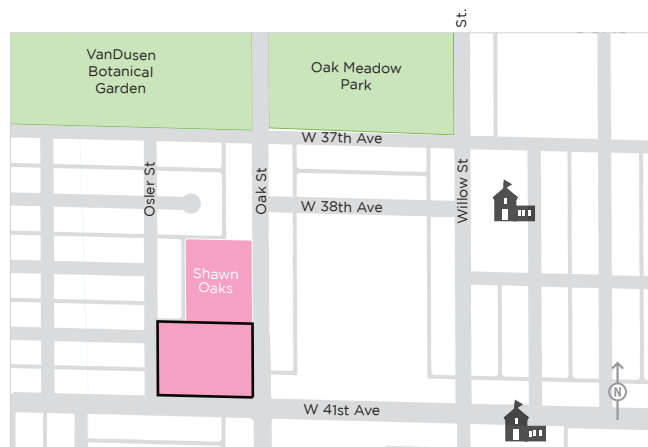 St.
VanDusen
Botanical
Garden
Oak Meadow
Park
W 37th Ave
Osler St
Oak St
Willow St
W 38th Ave
Shawn
Oaks
N
W 41st Ave